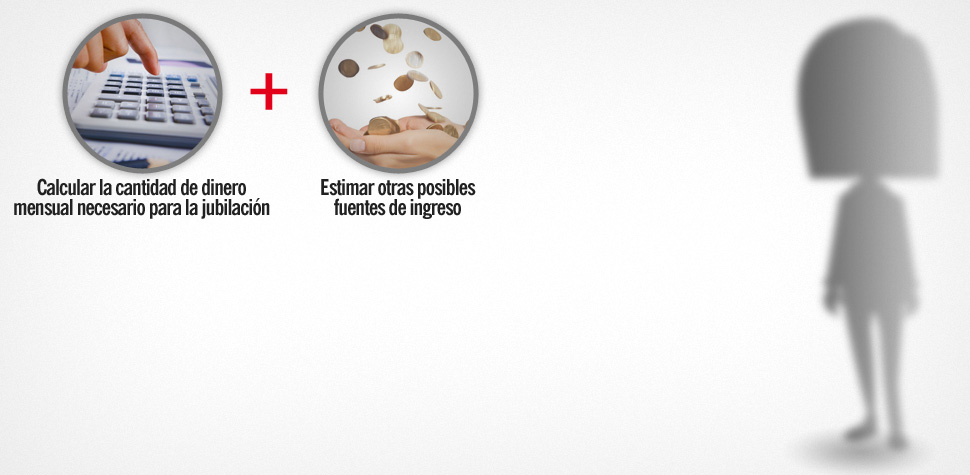 Calcular la cantidad de dinero
mensual necesario para la jubilación
Estimar otras posibles
fuentes de ingreso